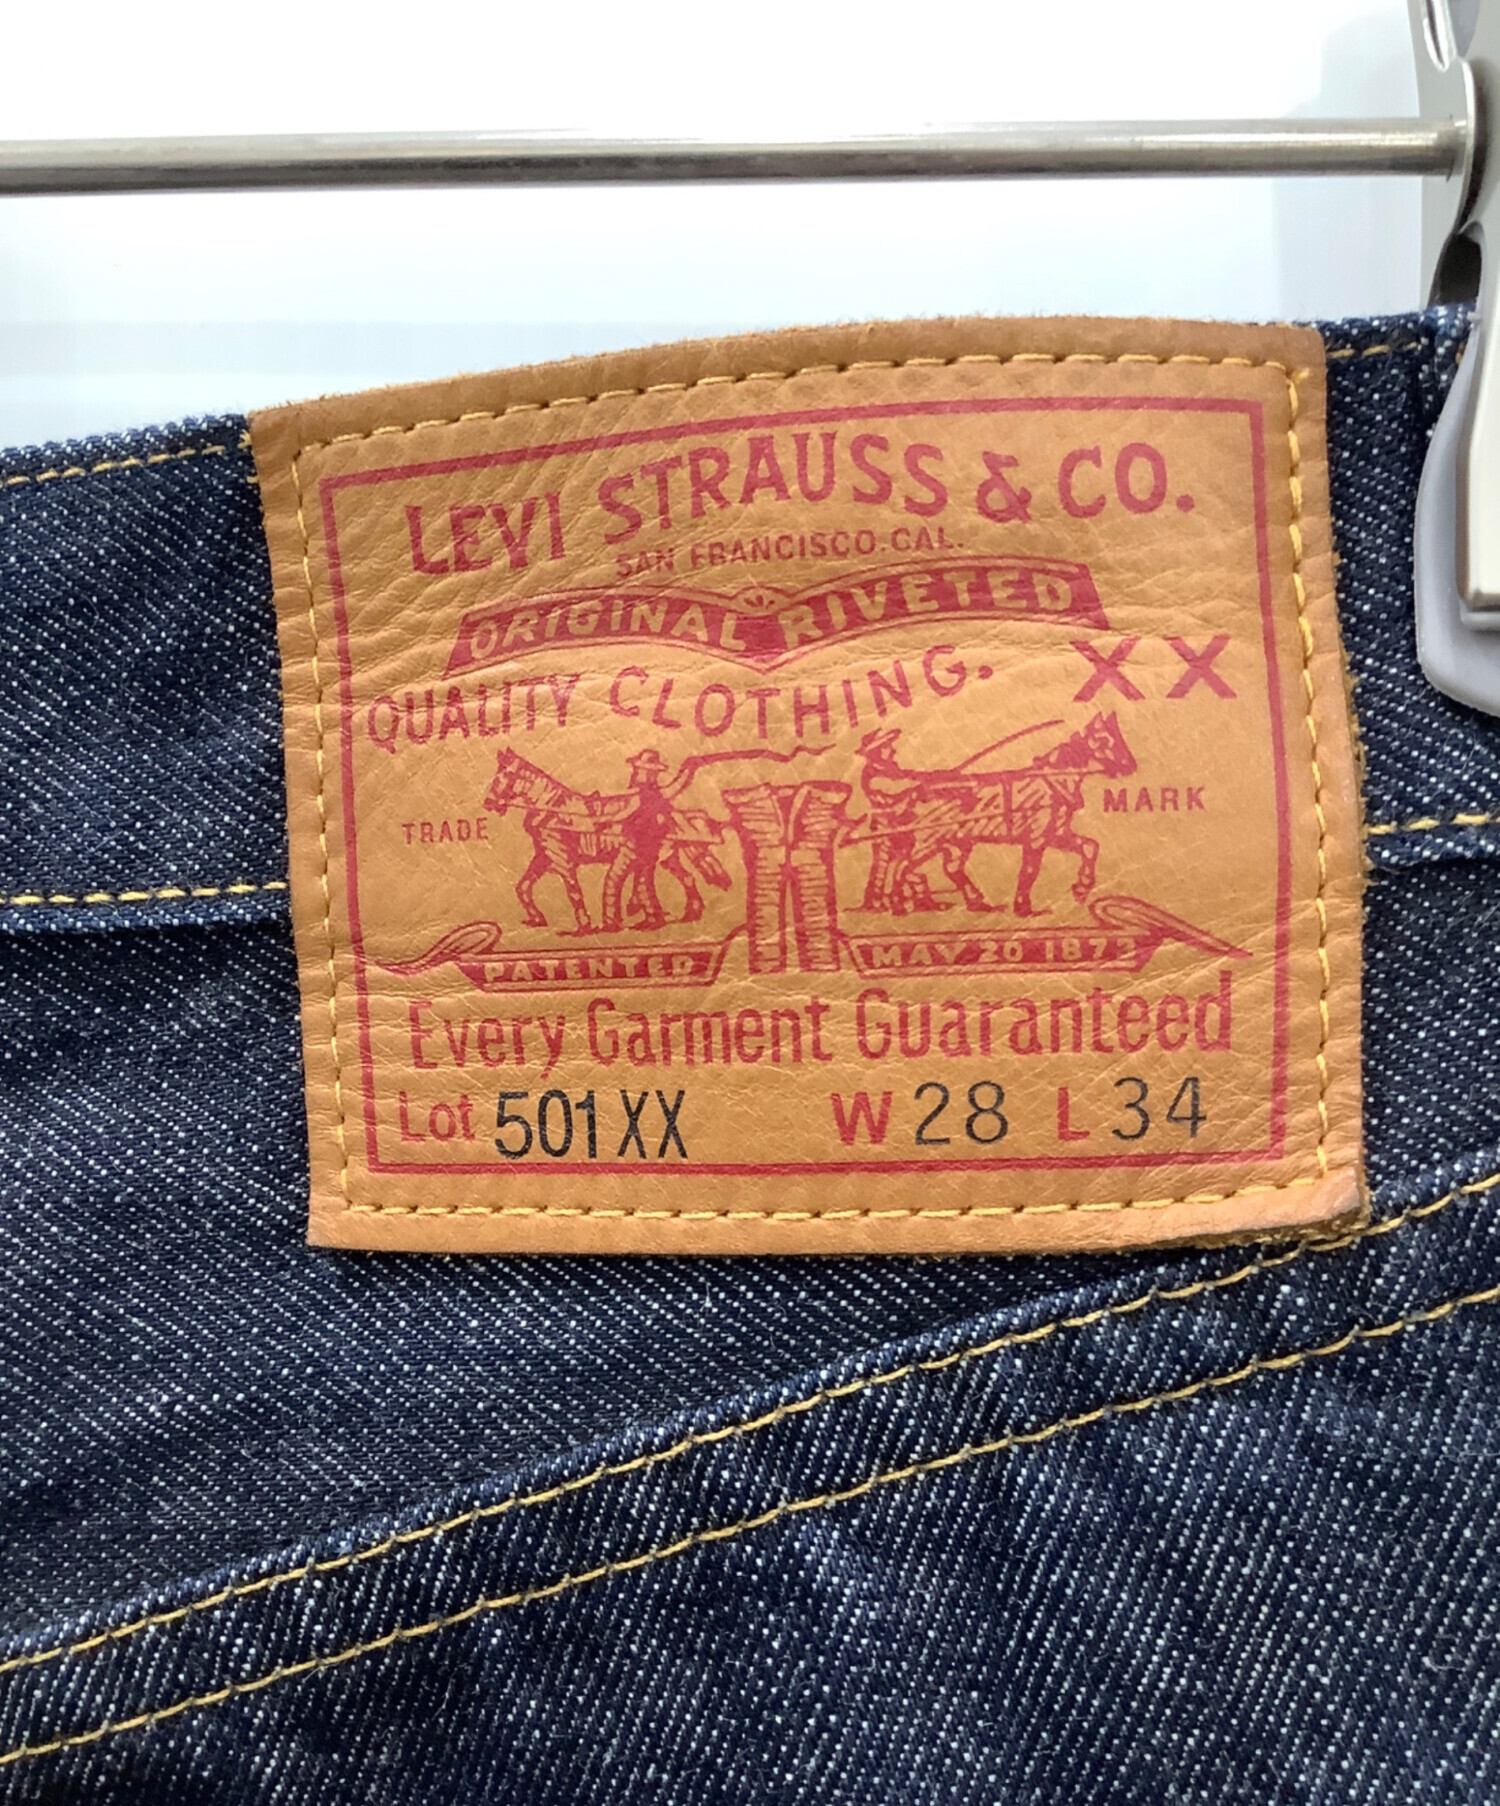 LEVI STRAUSS & CO.
SAN FRANCISCO.CAL.
ORIGINAL RIVETED
QUALITY CLOTHING. XX
TRADE MARK
PATENTED MAY 20 1873
Every Garment Guaranteed
Lot 501XX W 28 L 34